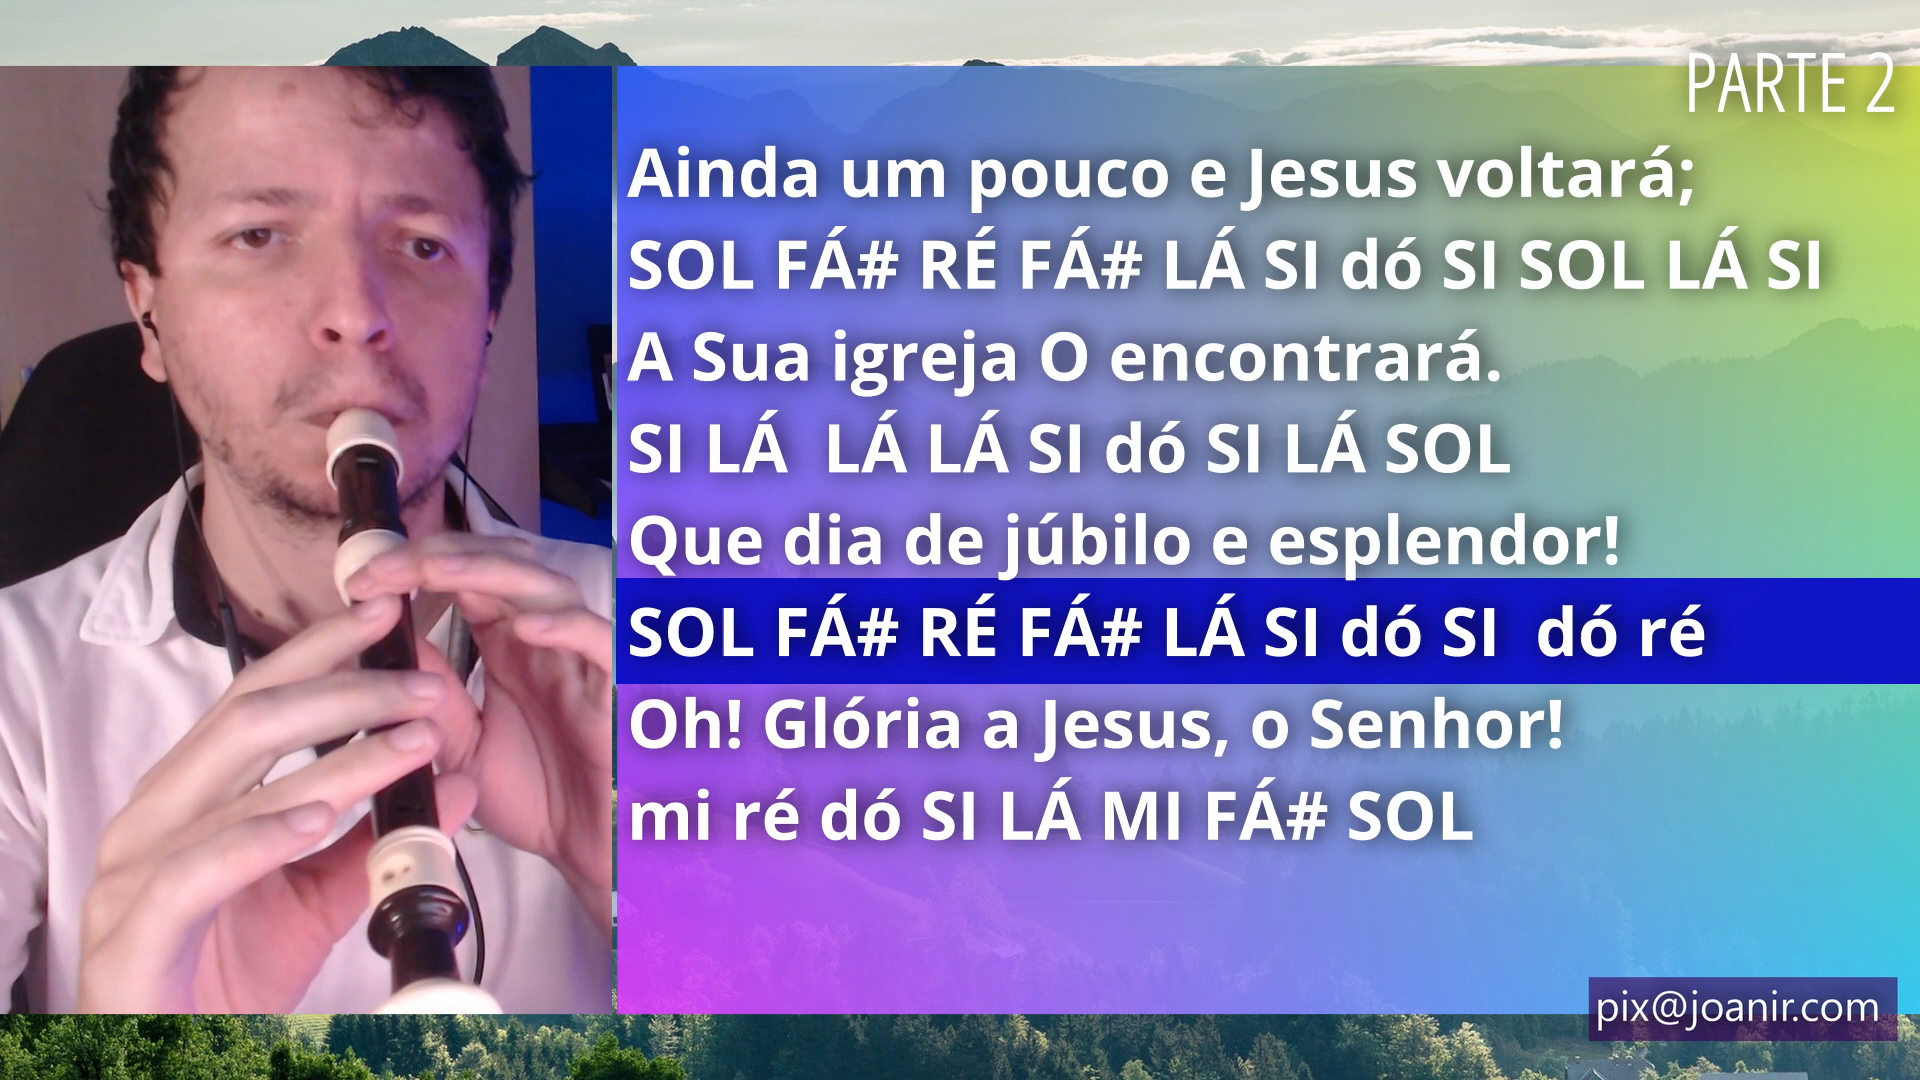 PARTE 2
Ainda um pouco e Jesus voltará;
SOL FÁ# RÉ FÁ# LÁ SI dó SI SOL LÁ SI
A Sua igreja O encontrará.
SI LÁ  LÁ LÁ SI dó SI LÁ SOL
Que dia de júbilo e esplendor!
SOL FÁ# RÉ FÁ# LÁ SI dó SI  dó ré
Oh! Glória a Jesus, o Senhor!
mi ré dó SI LÁ MI FÁ# SOL
pix@joanir.com